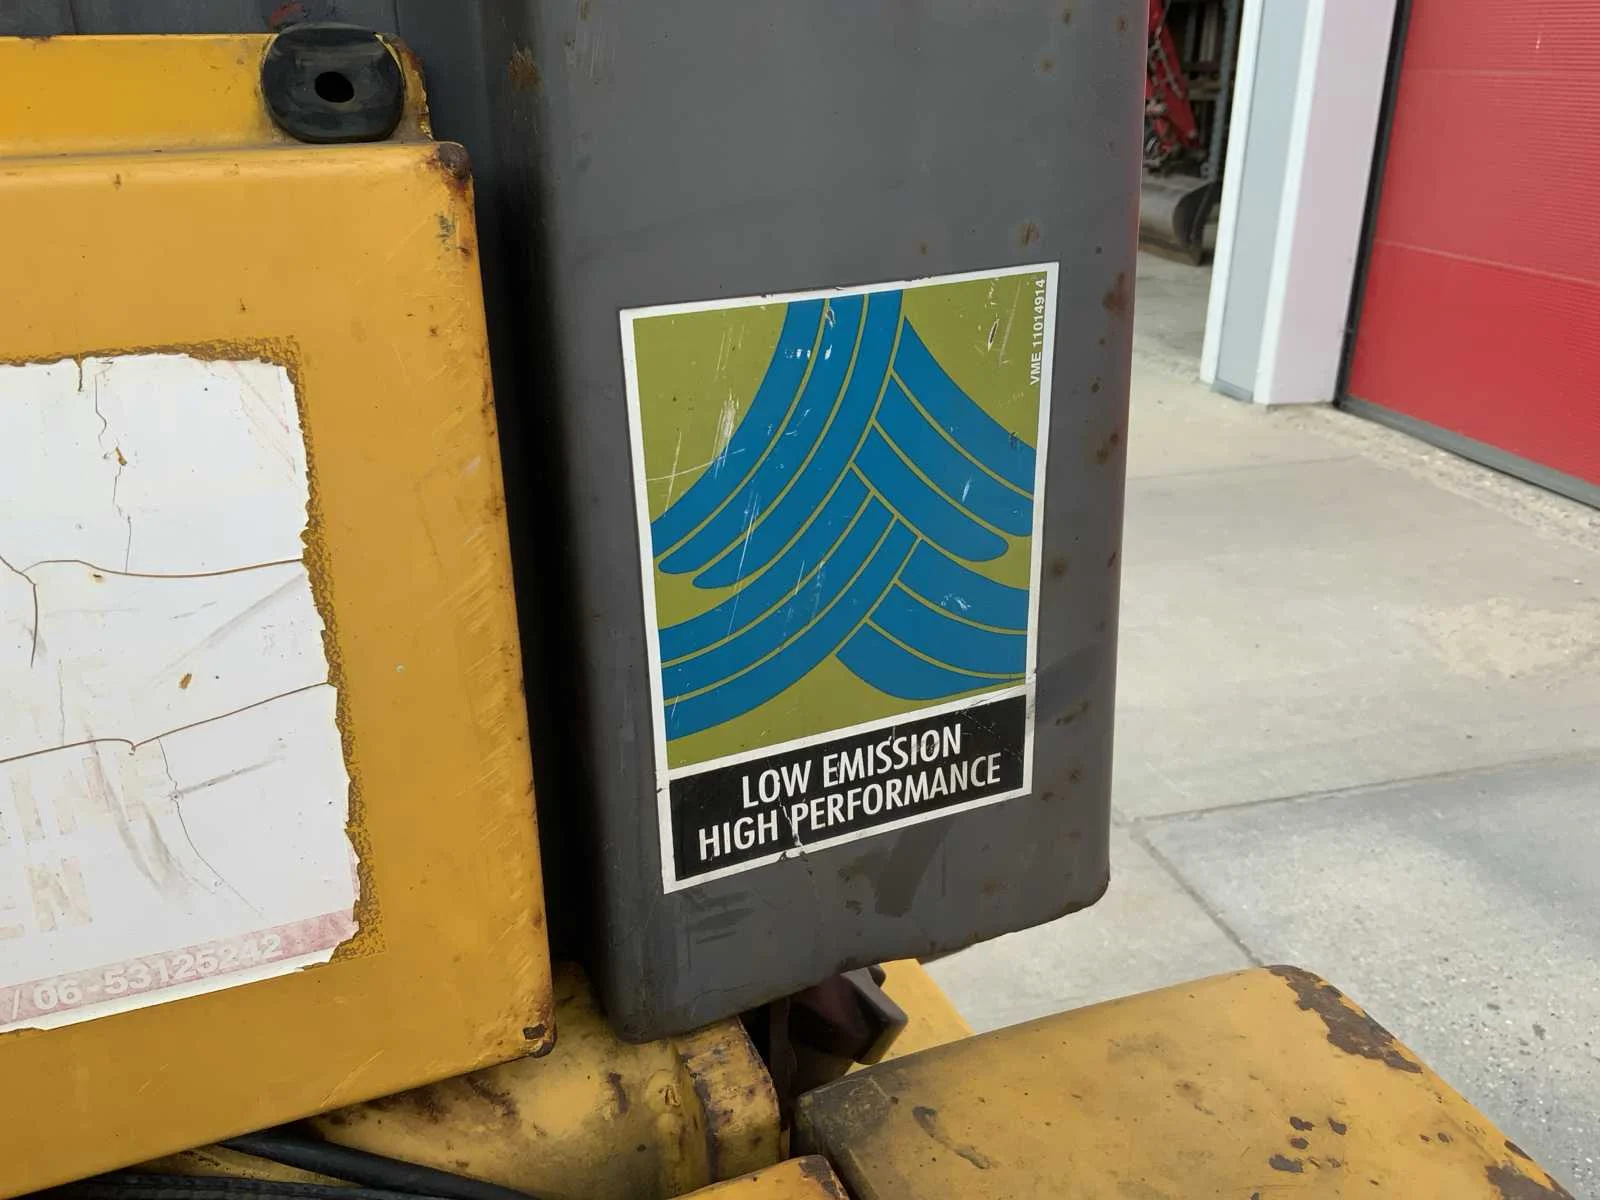 VME 11014914
LOW EMISSION
HIGH PERFORMANCE
/ 06-53125242